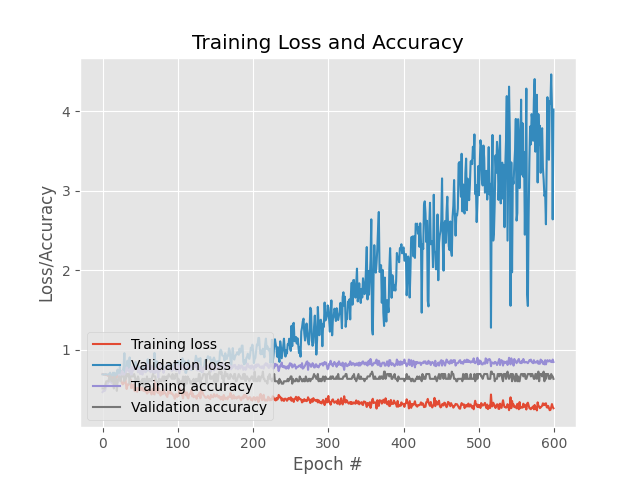 Training Loss and Accuracy
Loss/Accuracy
4
3
2
1
Training loss
Validation loss
Training accuracy
Validation accuracy
0 100 200 300 400 500 600
Epoch #